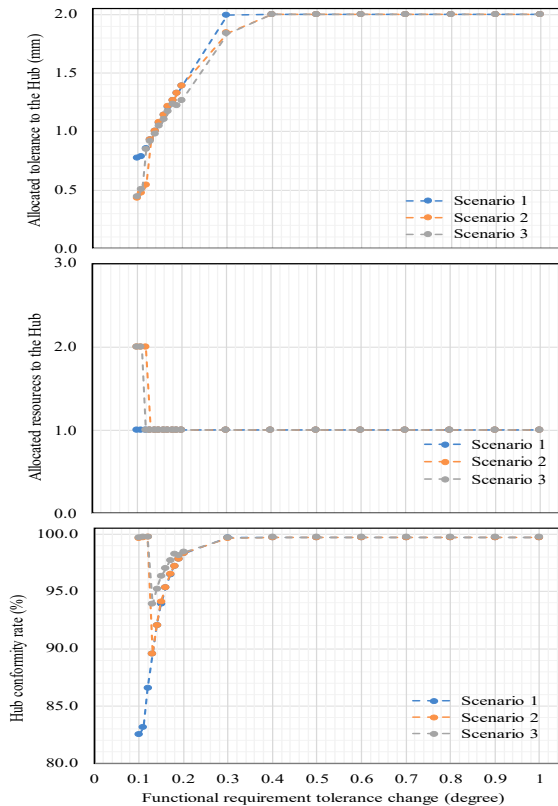 2.0
1.5
1.0
0.5
0.0
Allocated tolerance to the Hub (mm)
Scenario 1
Scenario 2
Scenario 3
3.0
2.0
1.0
0.0
Allocated resourecs to the Hub
Scenario 1
Scenario 2
Scenario 3
100.0
95.0
90.0
85.0
80.0
Hub conformity rate (%)
Scenario 1
Scenario 2
Scenario 3
0 0.1 0.2 0.3 0.4 0.5 0.6 0.7 0.8 0.9 1
Functional requirement tolerance change (degree)